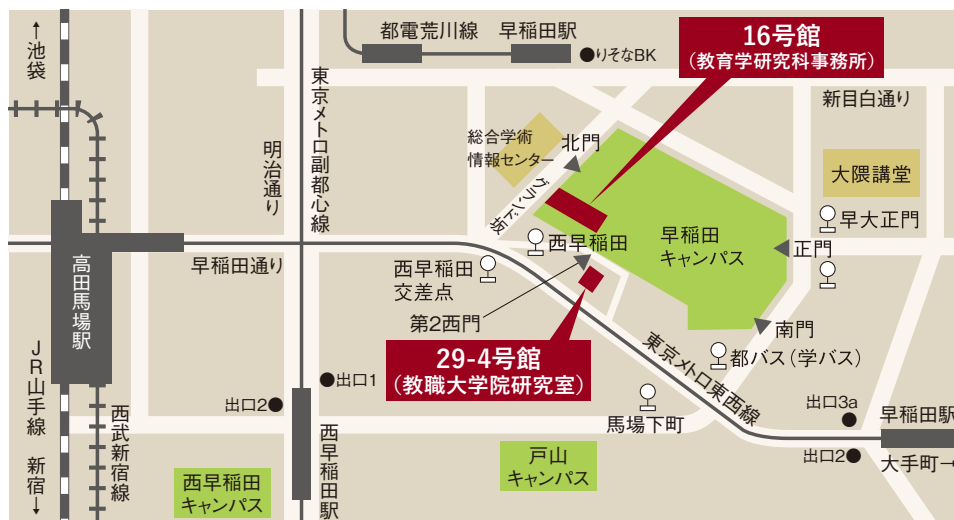 ←池袋
都電荒川線
早稲田駅
●りそなBK
16号館
(教育学研究科事務所)
新目白通り
東京メトロ副都心線
明治通り
総合学術
情報センター
北門
グランド坂
大隈講堂
早大正門
西早稲田
早稲田
キャンパス
正門
早稲田通り
西早稲田
交差点
高田馬場駅
第2西門
南門
29-4号館
(教職大学院研究室)
東京メトロ東西線
都バス(学バス)
JR山手線
新宿→
西武新宿線
●出口1
出口2●
西早稲田駅
馬場下町
出口3a
早稲田駅
出口2●
大手町→
西早稲田
キャンパス
戸山
キャンパス